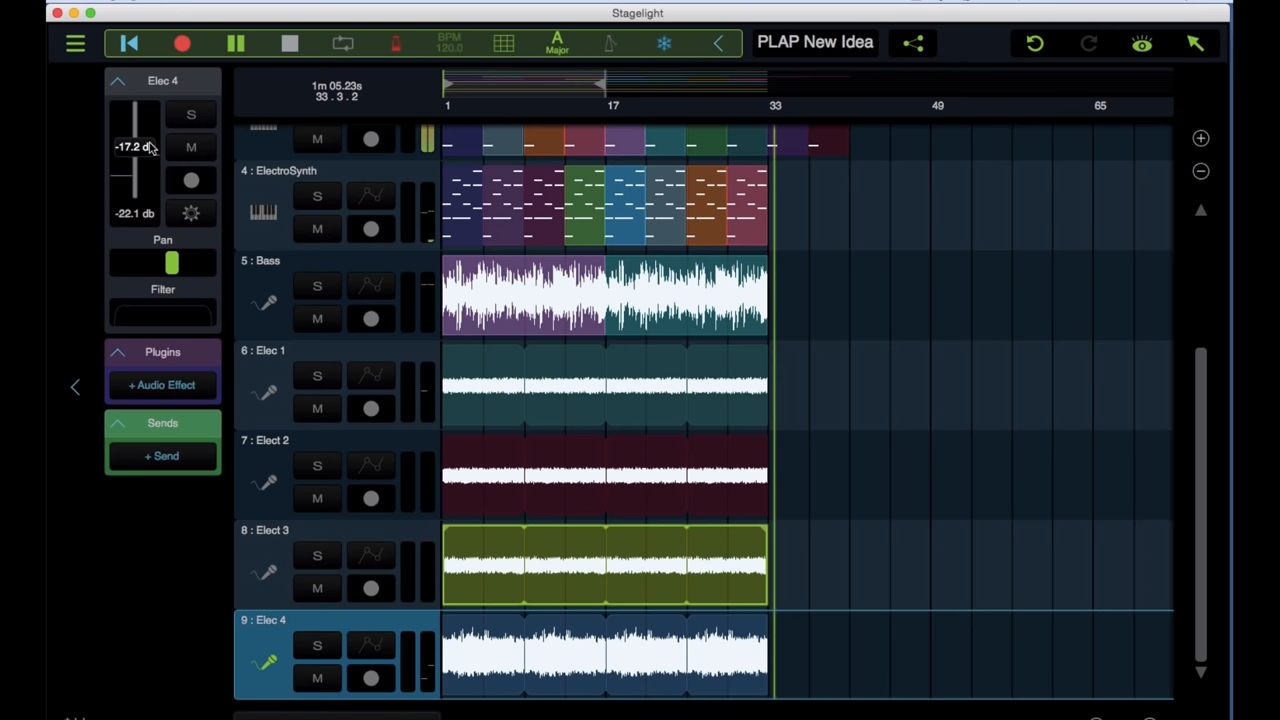 Stagelight
BPM
120.0
A
Major
PLAP New Idea
Elec 4
1m 05.23s
33 . 3 . 2
1
17
33
49
65
S
-17.2 d
M
M
4 : ElectroSynth
S
M
-22.1 db
Pan
5 : Bass
S
M
Filter
6 : Elec 1
Plugins
S
+ Audio Effect
M
Sends
7 : Elect 2
+ Send
S
M
8 : Elect 3
S
M
9 : Elec 4
S
M